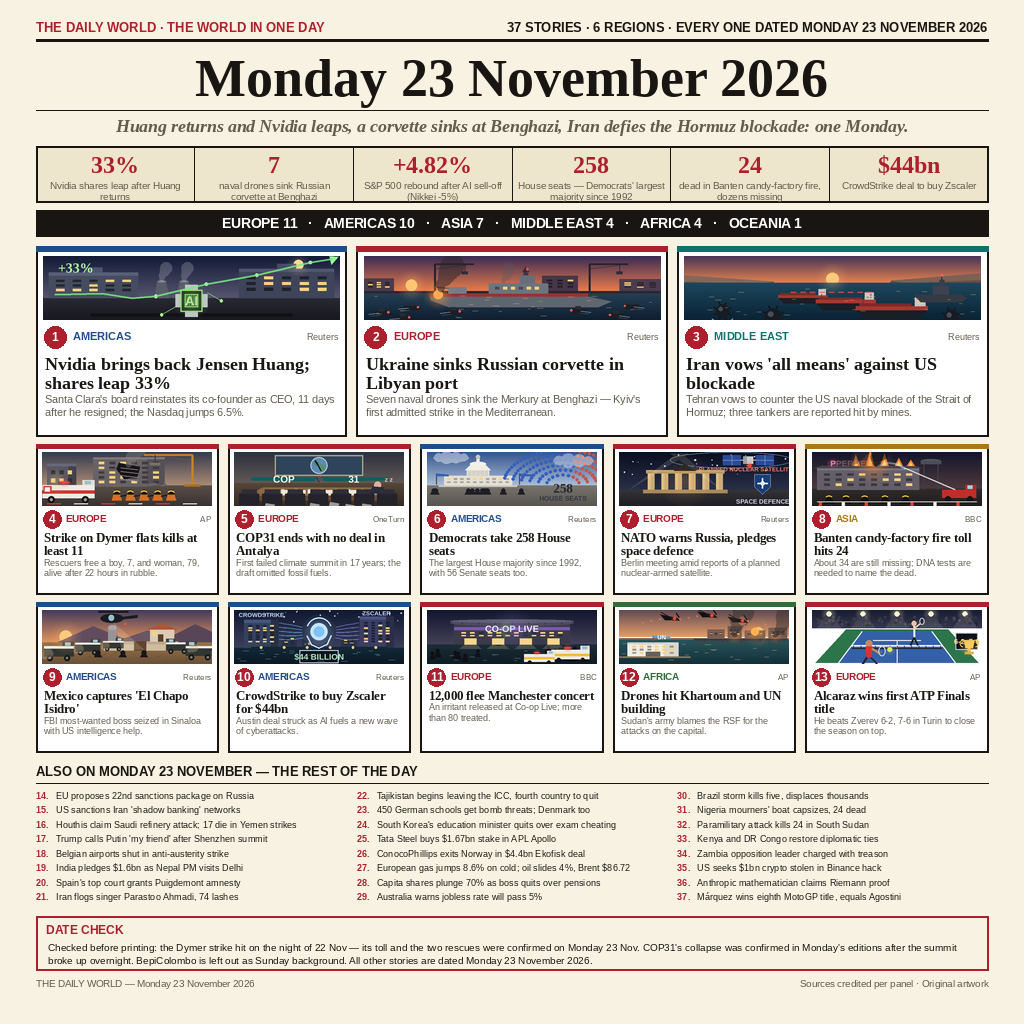 THE DAILY WORLD · THE WORLD IN ONE DAY
37 STORIES · 6 REGIONS · EVERY ONE DATED MONDAY 23 NOVEMBER 2026
Monday 23 November 2026
Huang returns and Nvidia leaps, a corvette sinks at Benghazi, Iran defies the Hormuz blockade: one Monday.
33%
Nvidia shares leap after Huang
returns
7
naval drones sink Russian
corvette at Benghazi
+4.82%
S&P 500 rebound after AI sell-off
(Nikkei -5%)
258
House seats — Democrats' largest
majority since 1992
24
dead in Banten candy-factory fire,
dozens missing
$44bn
CrowdStrike deal to buy Zscaler
EUROPE 11 · AMERICAS 10 · ASIA 7 · MIDDLE EAST 4 · AFRICA 4 · OCEANIA 1
+33%
AI
1 AMERICAS Reuters
Nvidia brings back Jensen Huang;
shares leap 33%
Santa Clara's board reinstates its co-founder as CEO, 11 days
after he resigned; the Nasdaq jumps 6.5%.
2 EUROPE Reuters
Ukraine sinks Russian corvette in
Libyan port
Seven naval drones sink the Merkury at Benghazi — Kyiv's
first admitted strike in the Mediterranean.
3 MIDDLE EAST Reuters
Iran vows 'all means' against US
blockade
Tehran vows to counter the US naval blockade of the Strait of
Hormuz; three tankers are reported hit by mines.
4 EUROPE AP
Strike on Dymer flats kills at
least 11
Rescuers free a boy, 7, and woman, 79,
alive after 22 hours in rubble.
COP 31
z z
5 EUROPE OneTurn
COP31 ends with no deal in
Antalya
First failed climate summit in 17 years; the
draft omitted fossil fuels.
258
HOUSE SEATS
6 AMERICAS Reuters
Democrats take 258 House
seats
The largest House majority since 1992,
with 56 Senate seats too.
PLANNED NUCLEAR SATELLIT
SPACE DEFENCE
7 EUROPE Reuters
NATO warns Russia, pledges
space defence
Berlin meeting amid reports of a planned
nuclear-armed satellite.
8 ASIA BBC
Banten candy-factory fire toll
hits 24
About 34 are still missing; DNA tests are
needed to name the dead.
9 AMERICAS Reuters
Mexico captures 'El Chapo
Isidro'
FBI most-wanted boss seized in Sinaloa
with US intelligence help.
CROWDSTRIKE
ZSCALER
$44 BILLION
10 AMERICAS Reuters
CrowdStrike to buy Zscaler
for $44bn
Austin deal struck as AI fuels a new wave
of cyberattacks.
CO-OP LIVE
11 EUROPE BBC
12,000 flee Manchester concert
An irritant released at Co-op Live; more
than 80 treated.
UN
12 AFRICA AP
Drones hit Khartoum and UN
building
Sudan's army blames the RSF for the
attacks on the capital.
13 EUROPE AP
Alcaraz wins first ATP Finals
title
He beats Zverev 6-2, 7-6 in Turin to close
the season on top.
ALSO ON MONDAY 23 NOVEMBER — THE REST OF THE DAY
14. EU proposes 22nd sanctions package on Russia
15. US sanctions Iran 'shadow banking' networks
16. Houthis claim Saudi refinery attack; 17 die in Yemen strikes
17. Trump calls Putin 'my friend' after Shenzhen summit
18. Belgian airports shut in anti-austerity strike
19. India pledges $1.6bn as Nepal PM visits Delhi
20. Spain's top court grants Puigdemont amnesty
21. Iran flogs singer Parastoo Ahmadi, 74 lashes
22. Tajikistan begins leaving the ICC, fourth country to quit
23. 450 German schools get bomb threats; Denmark too
24. South Korea's education minister quits over exam cheating
25. Tata Steel buys $1.67bn stake in APL Apollo
26. ConocoPhillips exits Norway in $4.4bn Ekofisk deal
27. European gas jumps 8.6% on cold; oil slides 4%, Brent $86.72
28. Capita shares plunge 70% as boss quits over pensions
29. Australia warns jobless rate will pass 5%
30. Brazil storm kills five, displaces thousands
31. Nigeria mourners' boat capsizes, 24 dead
32. Paramilitary attack kills 24 in South Sudan
33. Kenya and DR Congo restore diplomatic ties
34. Zambia opposition leader charged with treason
35. US seeks $1bn crypto stolen in Binance hack
36. Anthropic mathematician claims Riemann proof
37. Márquez wins eighth MotoGP title, equals Agostini
DATE CHECK
Checked before printing: the Dymer strike hit on the night of 22 Nov — its toll and the two rescues were confirmed on Monday 23 Nov. COP31's collapse was confirmed in Monday's editions after the summit
broke up overnight. BepiColombo is left out as Sunday background. All other stories are dated Monday 23 November 2026.
THE DAILY WORLD — Monday 23 November 2026
Sources credited per panel · Original artwork